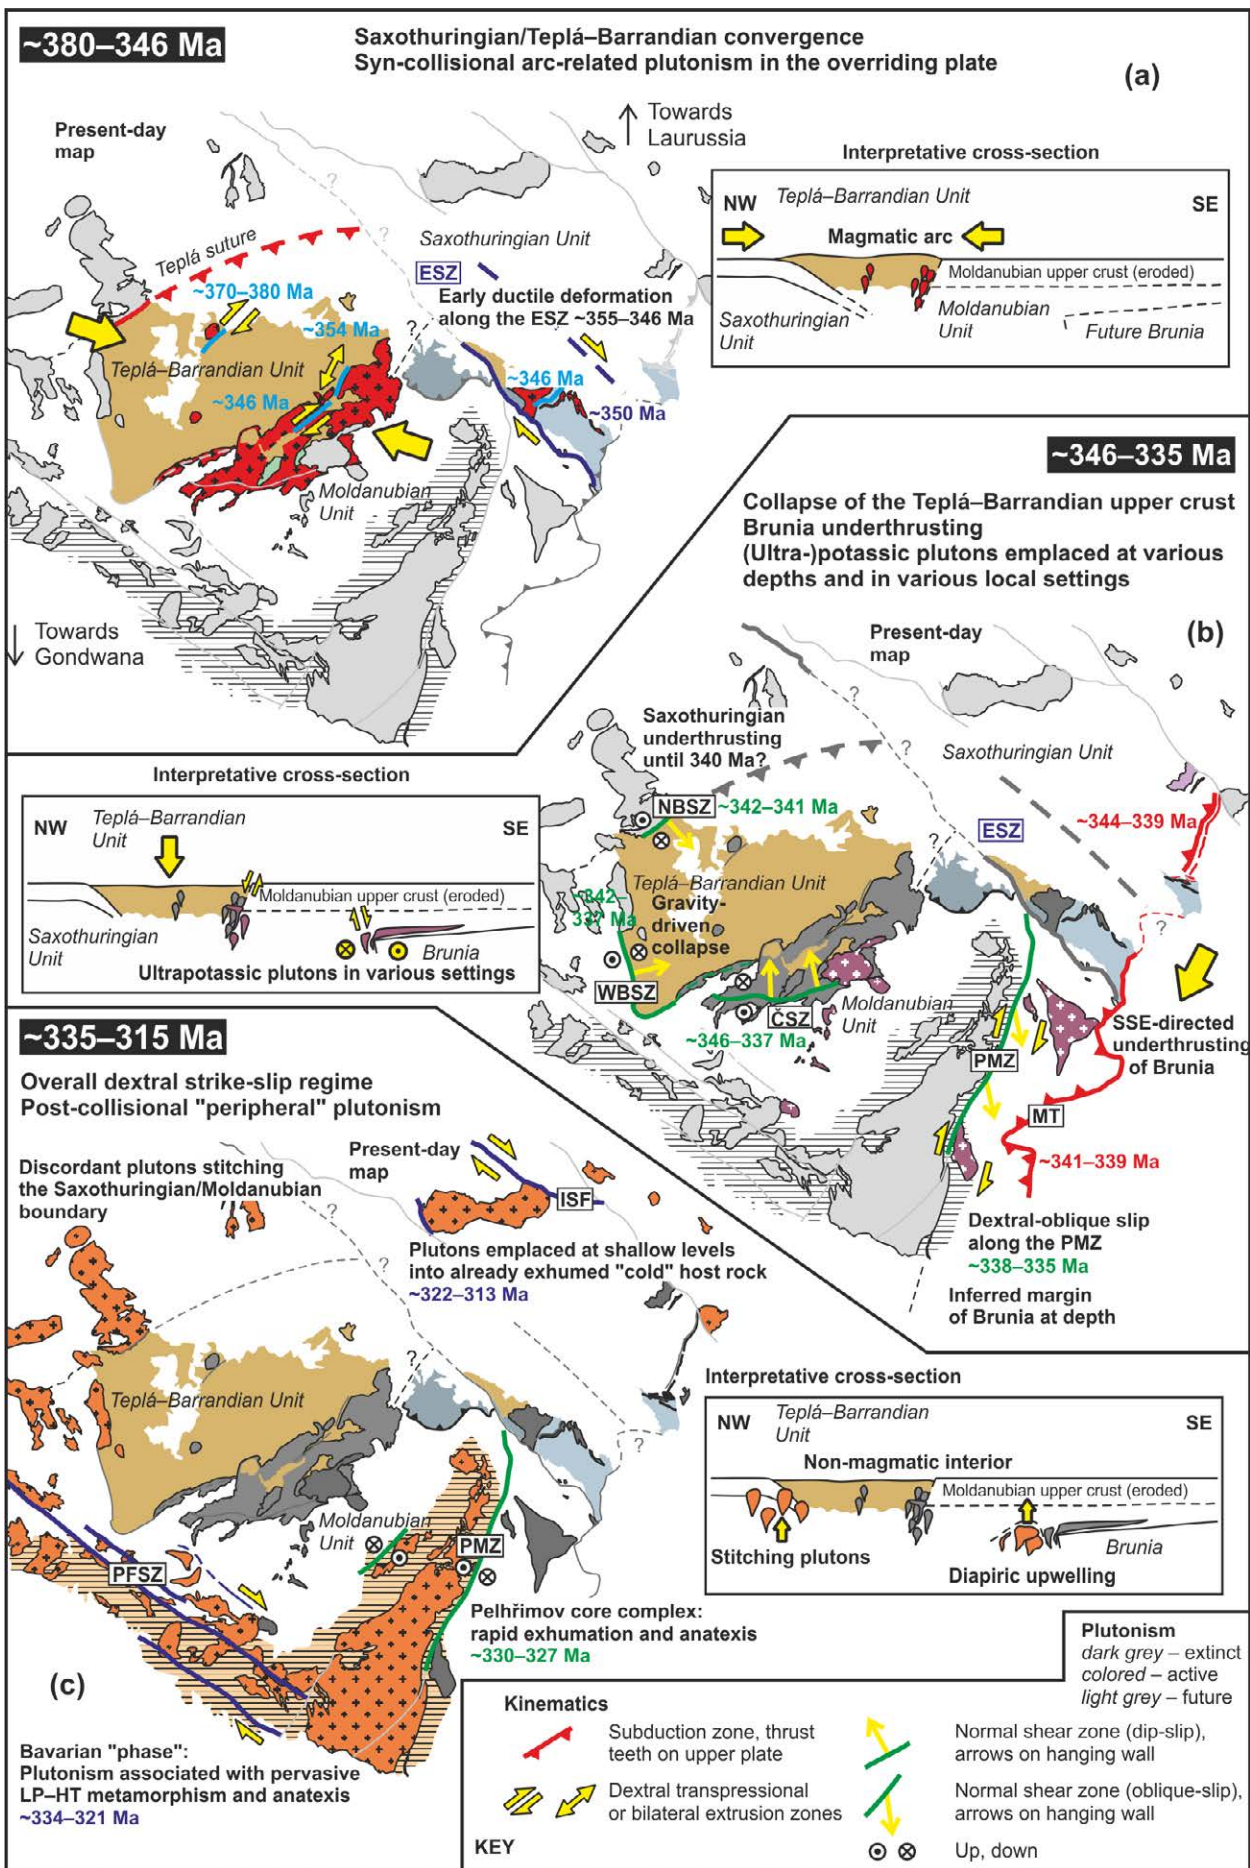 ~380–346 Ma
Saxothuringian/Teplá–Barrandian convergence
Syn-collisional arc-related plutonism in the overriding plate
(a)
Present-day
map
Towards
Laurussia
?
Teplá suture
?
Saxothuringian Unit
ESZ
Early ductile deformation
along the ESZ ~355–346 Ma
~370–380 Ma
~354 Ma
?
Teplá–Barrandian Unit
~346 Ma
~346 Ma
~350 Ma
Moldanubian
Unit
Towards
Gondwana
Interpretative cross-section
NW
Teplá–Barrandian Unit
SE
Magmatic arc
Moldanubian upper crust (eroded)
Saxothuringian
Unit
Moldanubian
Unit
Future Brunia
~346–335 Ma
Collapse of the Teplá–Barrandian upper crust
Brunia underthrusting
(Ultra-)potassic plutons emplaced at various
depths and in various local settings
(b)
Present-day
map
?
Saxothuringian
underthrusting
until 340 Ma?
?
Saxothuringian Unit
NBSZ
~342–341 Ma
?
ESZ
~344–339 Ma
Teplá–Barrandian Unit
~342–
337 Ma
Gravity-
driven
collapse
?
WBSZ
ČSZ
Moldanubian
Unit
~346–337 Ma
PMZ
SSE-directed
underthrusting
of Brunia
MT
~341–339 Ma
Dextral-oblique slip
along the PMZ
~338–335 Ma
Inferred margin
of Brunia at depth
Interpretative cross-section
NW
Teplá–Barrandian
Unit
SE
Moldanubian upper crust (eroded)
Saxothuringian
Unit
Brunia
Ultrapotassic plutons in various settings
~335–315 Ma
Overall dextral strike-slip regime
Post-collisional "peripheral" plutonism
Discordant plutons stitching
the Saxothuringian/Moldanubian
boundary
Present-day
map
?
ISF
Plutons emplaced at shallow levels
into already exhumed "cold" host rock
~322–313 Ma
?
?
Teplá–Barrandian Unit
?
Moldanubian
Unit
PMZ
PFSZ
Pelhřimov core complex:
rapid exhumation and anatexis
~330–327 Ma
(c)
Bavarian "phase":
Plutonism associated with pervasive
LP–HT metamorphism and anatexis
~334–321 Ma
Interpretative cross-section
NW
Teplá–Barrandian
Unit
SE
Non-magmatic interior
Moldanubian upper crust (eroded)
Stitching plutons
Brunia
Diapiric upwelling
Plutonism
dark grey – extinct
colored – active
light grey – future
Kinematics
Subduction zone, thrust
teeth on upper plate
Dextral transpressional
or bilateral extrusion zones
Normal shear zone (dip-slip),
arrows on hanging wall
Normal shear zone (oblique-slip),
arrows on hanging wall
Up, down
KEY